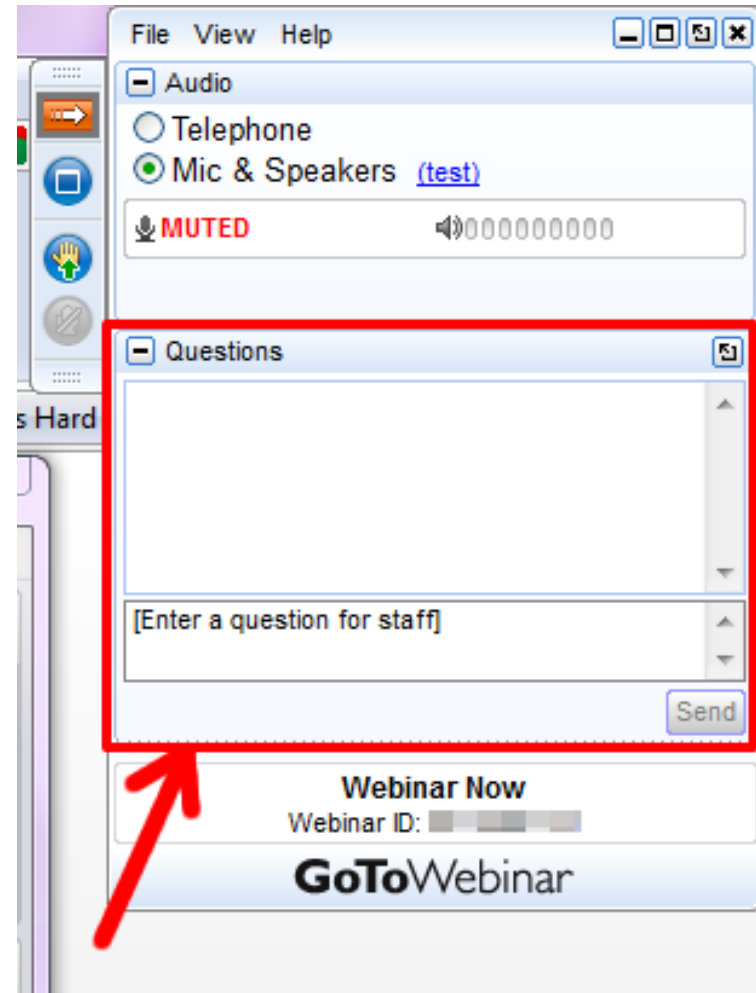 File View Help
Audio
Telephone
Mic & Speakers (test)
MUTED
Questions
s Hard
[Enter a question for staff]
Send
Webinar Now
Webinar ID:
GoToWebinar